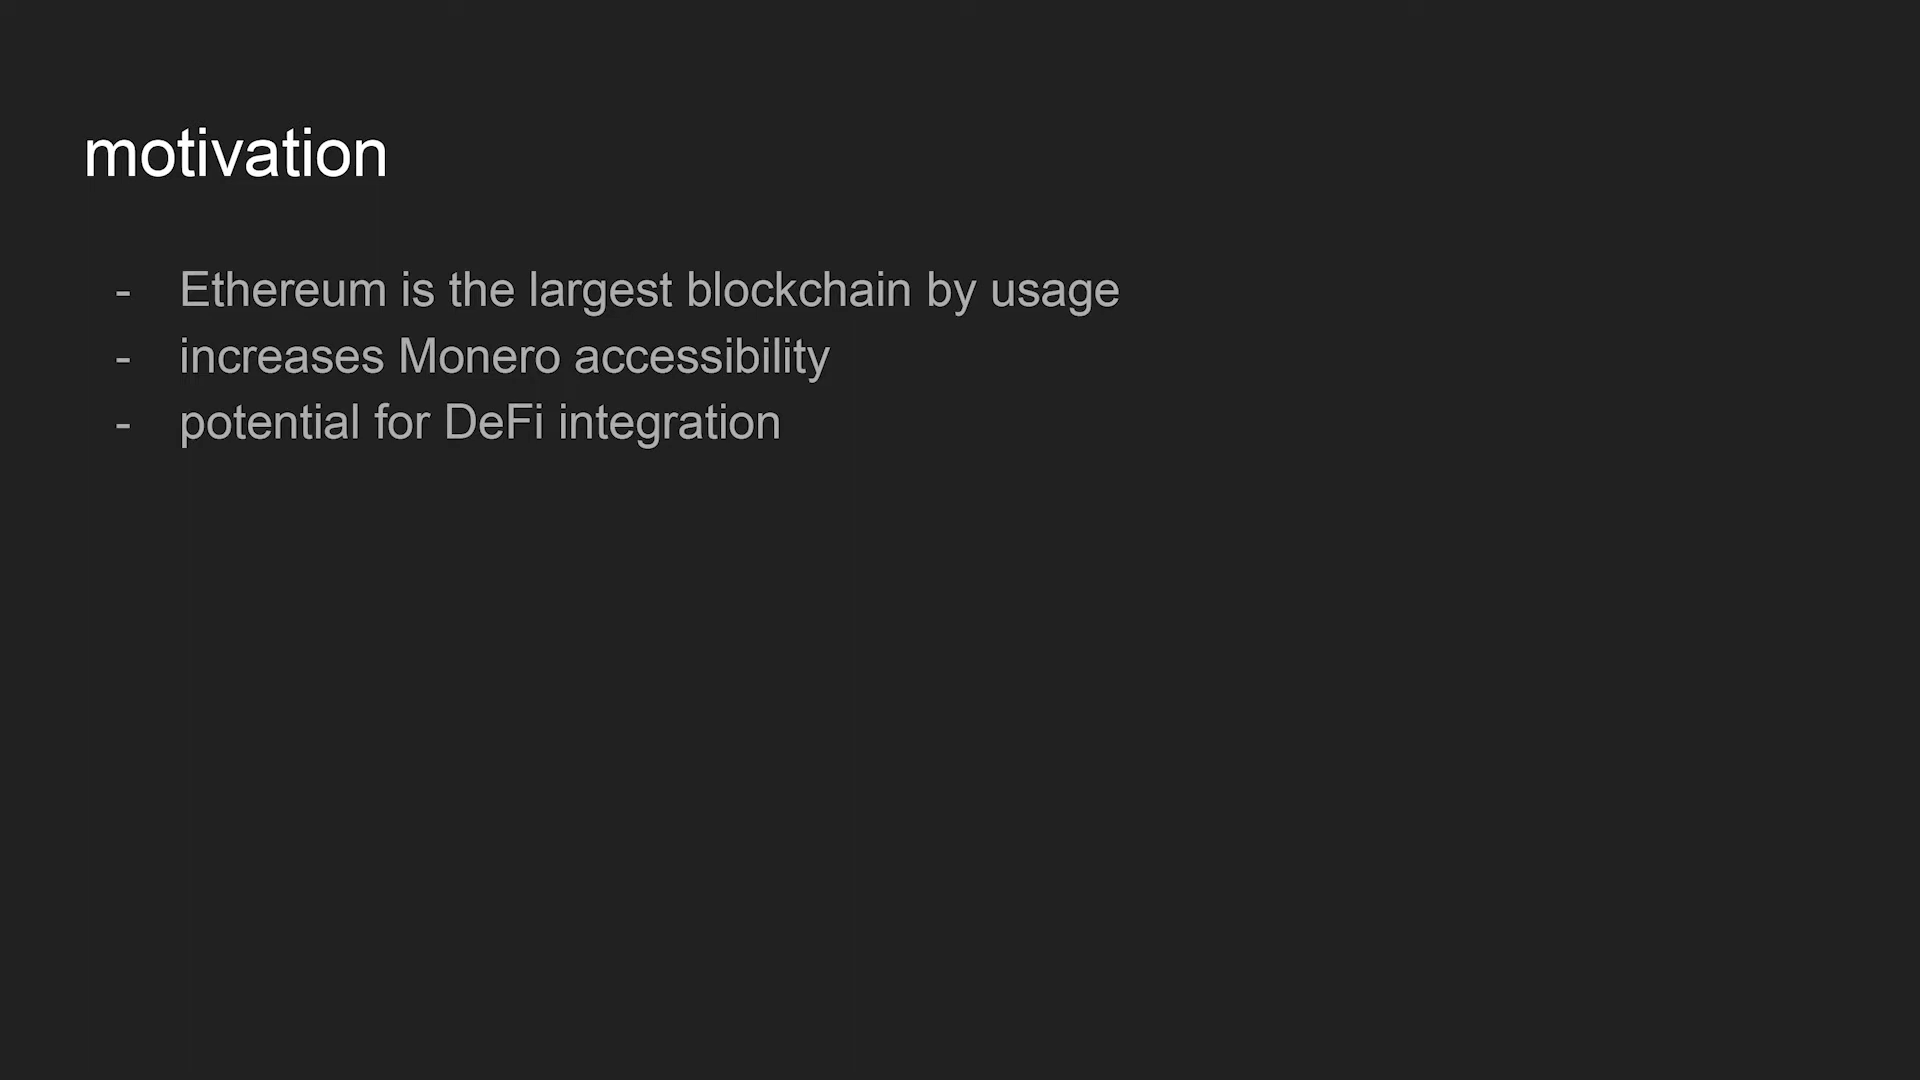 motivation
- Ethereum is the largest blockchain by usage
- increases Monero accessibility
- potential for DeFi integration